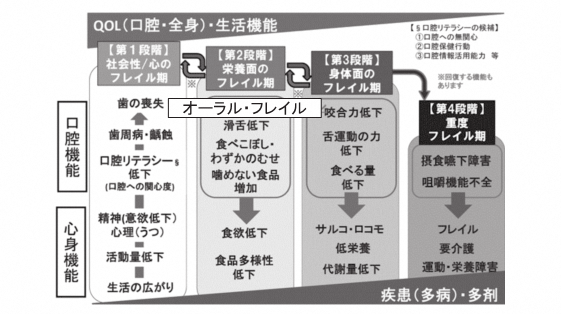 QOL(口腔・全身)・生活機能
【§口腔リテラシーの候補】
①口腔への無関心
②口腔保健行動
③口腔情報活用能力 等
【第1段階】
社会性/心の
フレイル期
※
【第2段階】
栄養面の
フレイル期
※
【第3段階】
身体面の
フレイル期
※回復する機能も
あります
【第4段階】
重度
フレイル期
オーラル・フレイル
口腔機能
歯の喪失
歯周病・齲蝕
口腔リテラシー§
低下
(口腔への関心度)
滑舌低下
食べこぼし・
わずかのむせ
噛めない食品
増加
咬合力低下
舌運動の力
低下
食べる量
低下
摂食嚥下障害
咀嚼機能不全
心身機能
精神(意欲低下)
心理(うつ)
活動量低下
生活の広がり
食欲低下
食品多様性
低下
サルコ・ロコモ
低栄養
代謝量低下
フレイル
要介護
運動・栄養障害
疾患(多病)・多剤